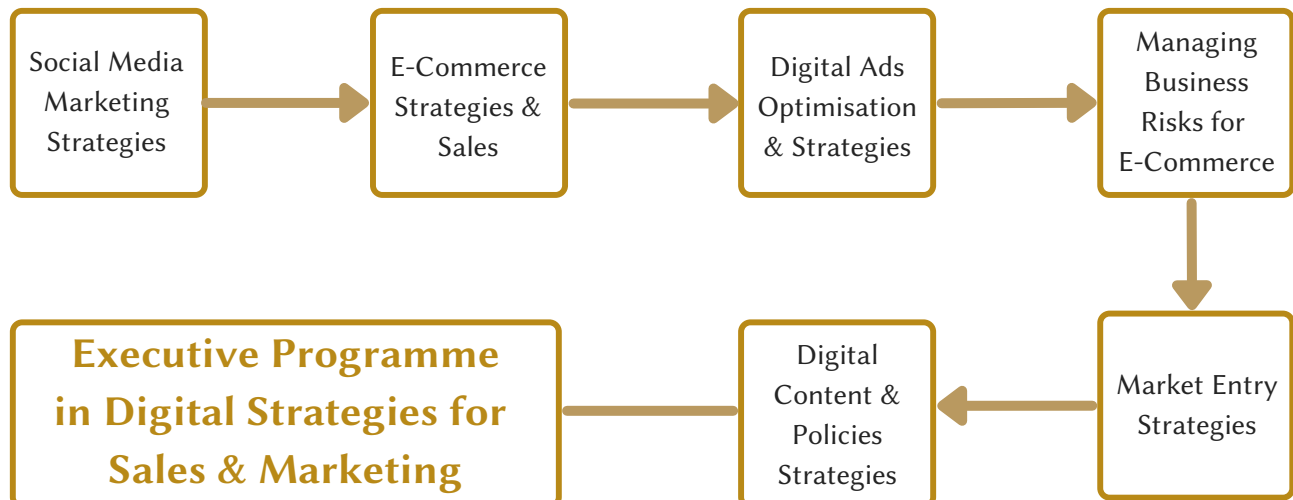 Social Media
Marketing
Strategies
E-Commerce
Strategies &
Sales
Digital Ads
Optimisation
& Strategies
Managing
Business
Risks for
E-Commerce
Market Entry
Strategies
Digital
Content &
Policies
Strategies
Executive Programme
in Digital Strategies for
Sales & Marketing